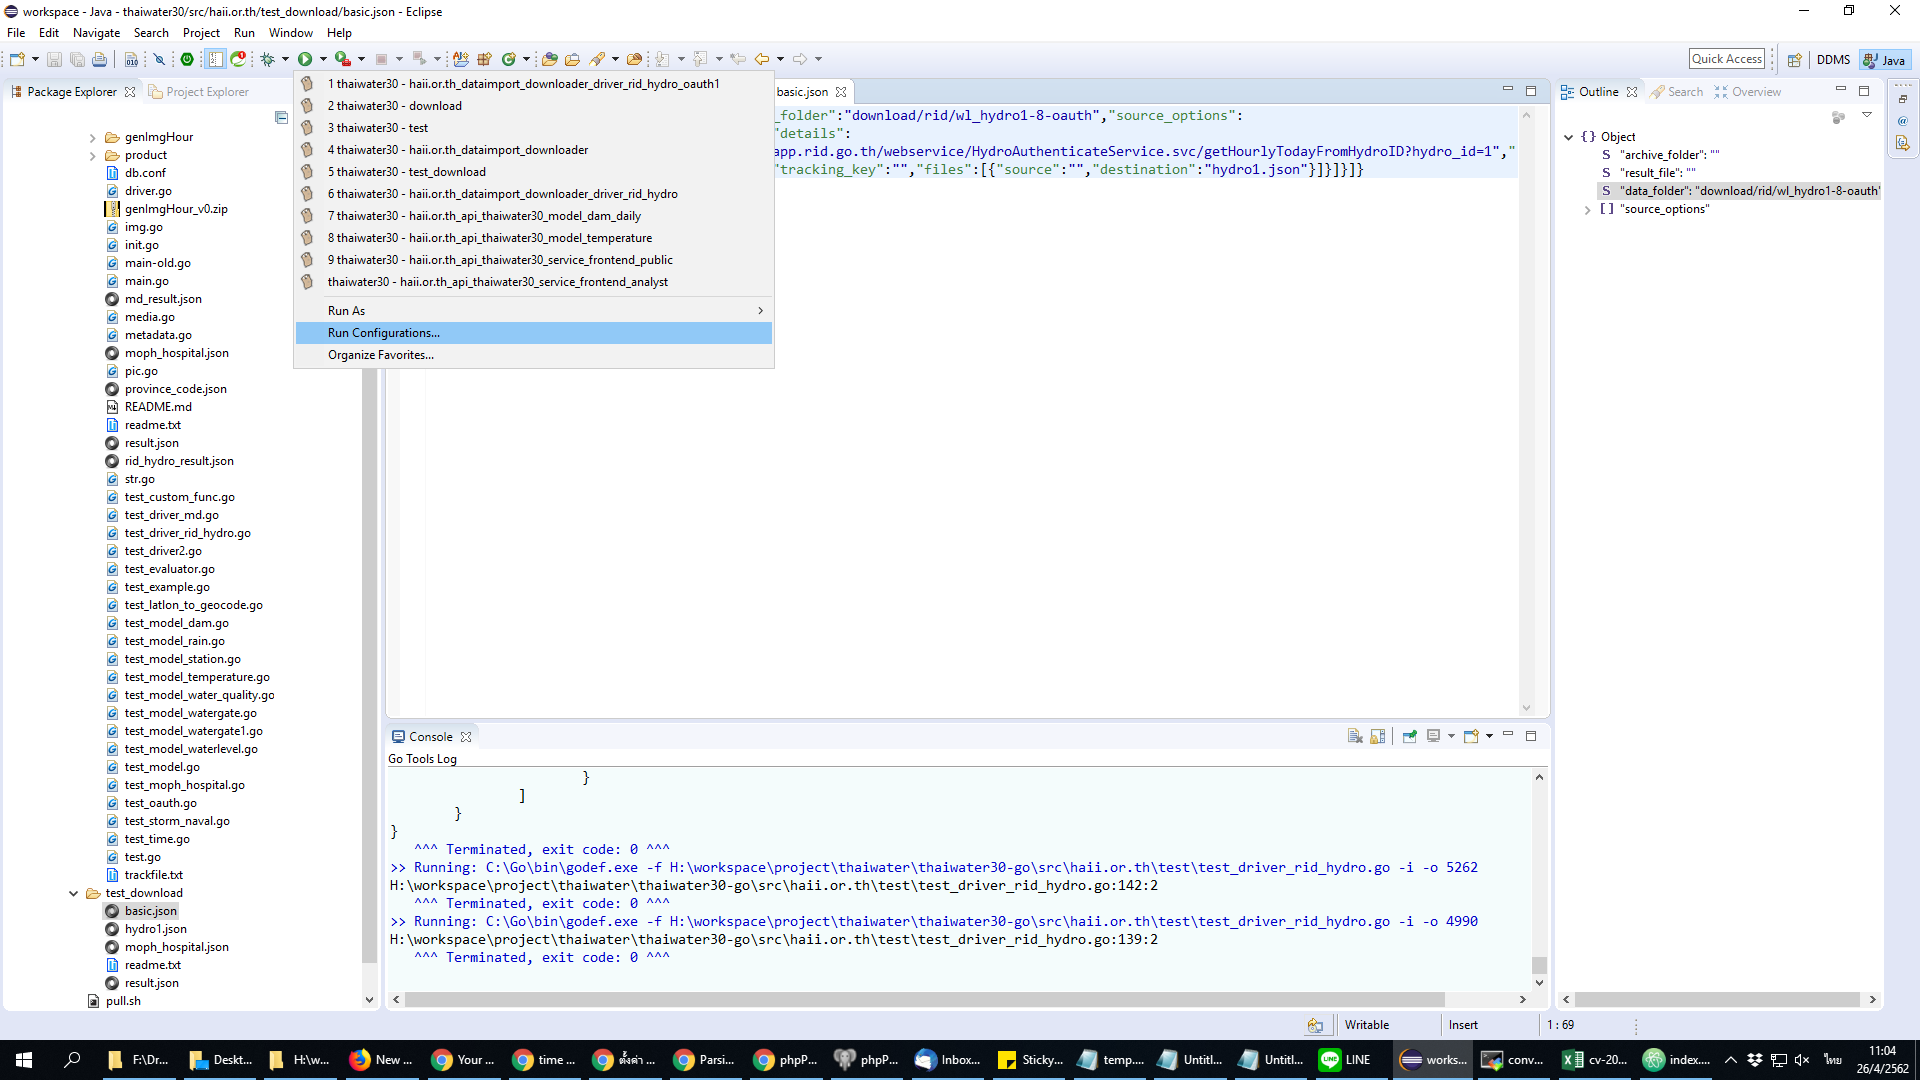 workspace - Java - thaiwater30/src/haii.or.th/test_download/basic.json - Eclipse
File Edit Navigate Search Project Run Window Help
Quick Access DDMS Java
Package Explorer Project Explorer
genImgHour
product
db.conf
driver.go
genImgHour_v0.zip
img.go
init.go
main-old.go
main.go
md_result.json
media.go
metadata.go
moph_hospital.json
pic.go
province_code.json
README.md
readme.txt
result.json
rid_hydro_result.json
str.go
test_custom_func.go
test_driver_md.go
test_driver_rid_hydro.go
test_driver2.go
test_evaluator.go
test_example.go
test_latlon_to_geocode.go
test_model_dam.go
test_model_rain.go
test_model_station.go
test_model_temperature.go
test_model_water_quality.go
test_model_watergate.go
test_model_watergate1.go
test_model_waterlevel.go
test_model.go
test_moph_hospital.go
test_oauth.go
test_storm_naval.go
test_time.go
test.go
trackfile.txt
test_download
basic.json
hydro1.json
moph_hospital.json
readme.txt
result.json
pull.sh
1 thaiwater30 - haii.or.th_dataimport_downloader_driver_rid_hydro_oauth1
2 thaiwater30 - download
3 thaiwater30 - test
4 thaiwater30 - haii.or.th_dataimport_downloader
5 thaiwater30 - test_download
6 thaiwater30 - haii.or.th_dataimport_downloader_driver_rid_hydro
7 thaiwater30 - haii.or.th_api_thaiwater30_model_dam_daily
8 thaiwater30 - haii.or.th_api_thaiwater30_model_temperature
9 thaiwater30 - haii.or.th_api_thaiwater30_service_frontend_public
thaiwater30 - haii.or.th_api_thaiwater30_service_frontend_analyst
Run As
Run Configurations...
Organize Favorites...
basic.json
_folder":"download/rid/wl_hydro1-8-oauth","source_options":
"details":
app.rid.go.th/webservice/HydroAuthenticateService.svc/getHourlyTodayFromHydroID?hydro_id=1","
"tracking_key":"","files":[{"source":"","destination":"hydro1.json"}]}]}]}
Outline Search Overview
{} Object
S "archive_folder": ""
S "result_file": ""
S "data_folder": "download/rid/wl_hydro1-8-oauth"
[] "source_options"
Console
Go Tools Log
}
]
}
}
^^^ Terminated, exit code: 0 ^^^
>> Running: C:\Go\bin\godef.exe -f H:\workspace\project\thaiwater\thaiwater30-go\src\haii.or.th\test\test_driver_rid_hydro.go -i -o 5262
H:\workspace\project\thaiwater\thaiwater30-go\src\haii.or.th\test\test_driver_rid_hydro.go:142:2
^^^ Terminated, exit code: 0 ^^^
>> Running: C:\Go\bin\godef.exe -f H:\workspace\project\thaiwater\thaiwater30-go\src\haii.or.th\test\test_driver_rid_hydro.go -i -o 4990
H:\workspace\project\thaiwater\thaiwater30-go\src\haii.or.th\test\test_driver_rid_hydro.go:139:2
^^^ Terminated, exit code: 0 ^^^
Writable Insert 1 : 69
F:\Dr... Deskt... H:\w... New ... Your ... time ... ตั้งค่า ... Parsi... phpP... phpP... Inbox... Sticky... temp.... Untitl... Untitl... LINE works... conv... cv-20... index.... ไทย
11:04
26/4/2562